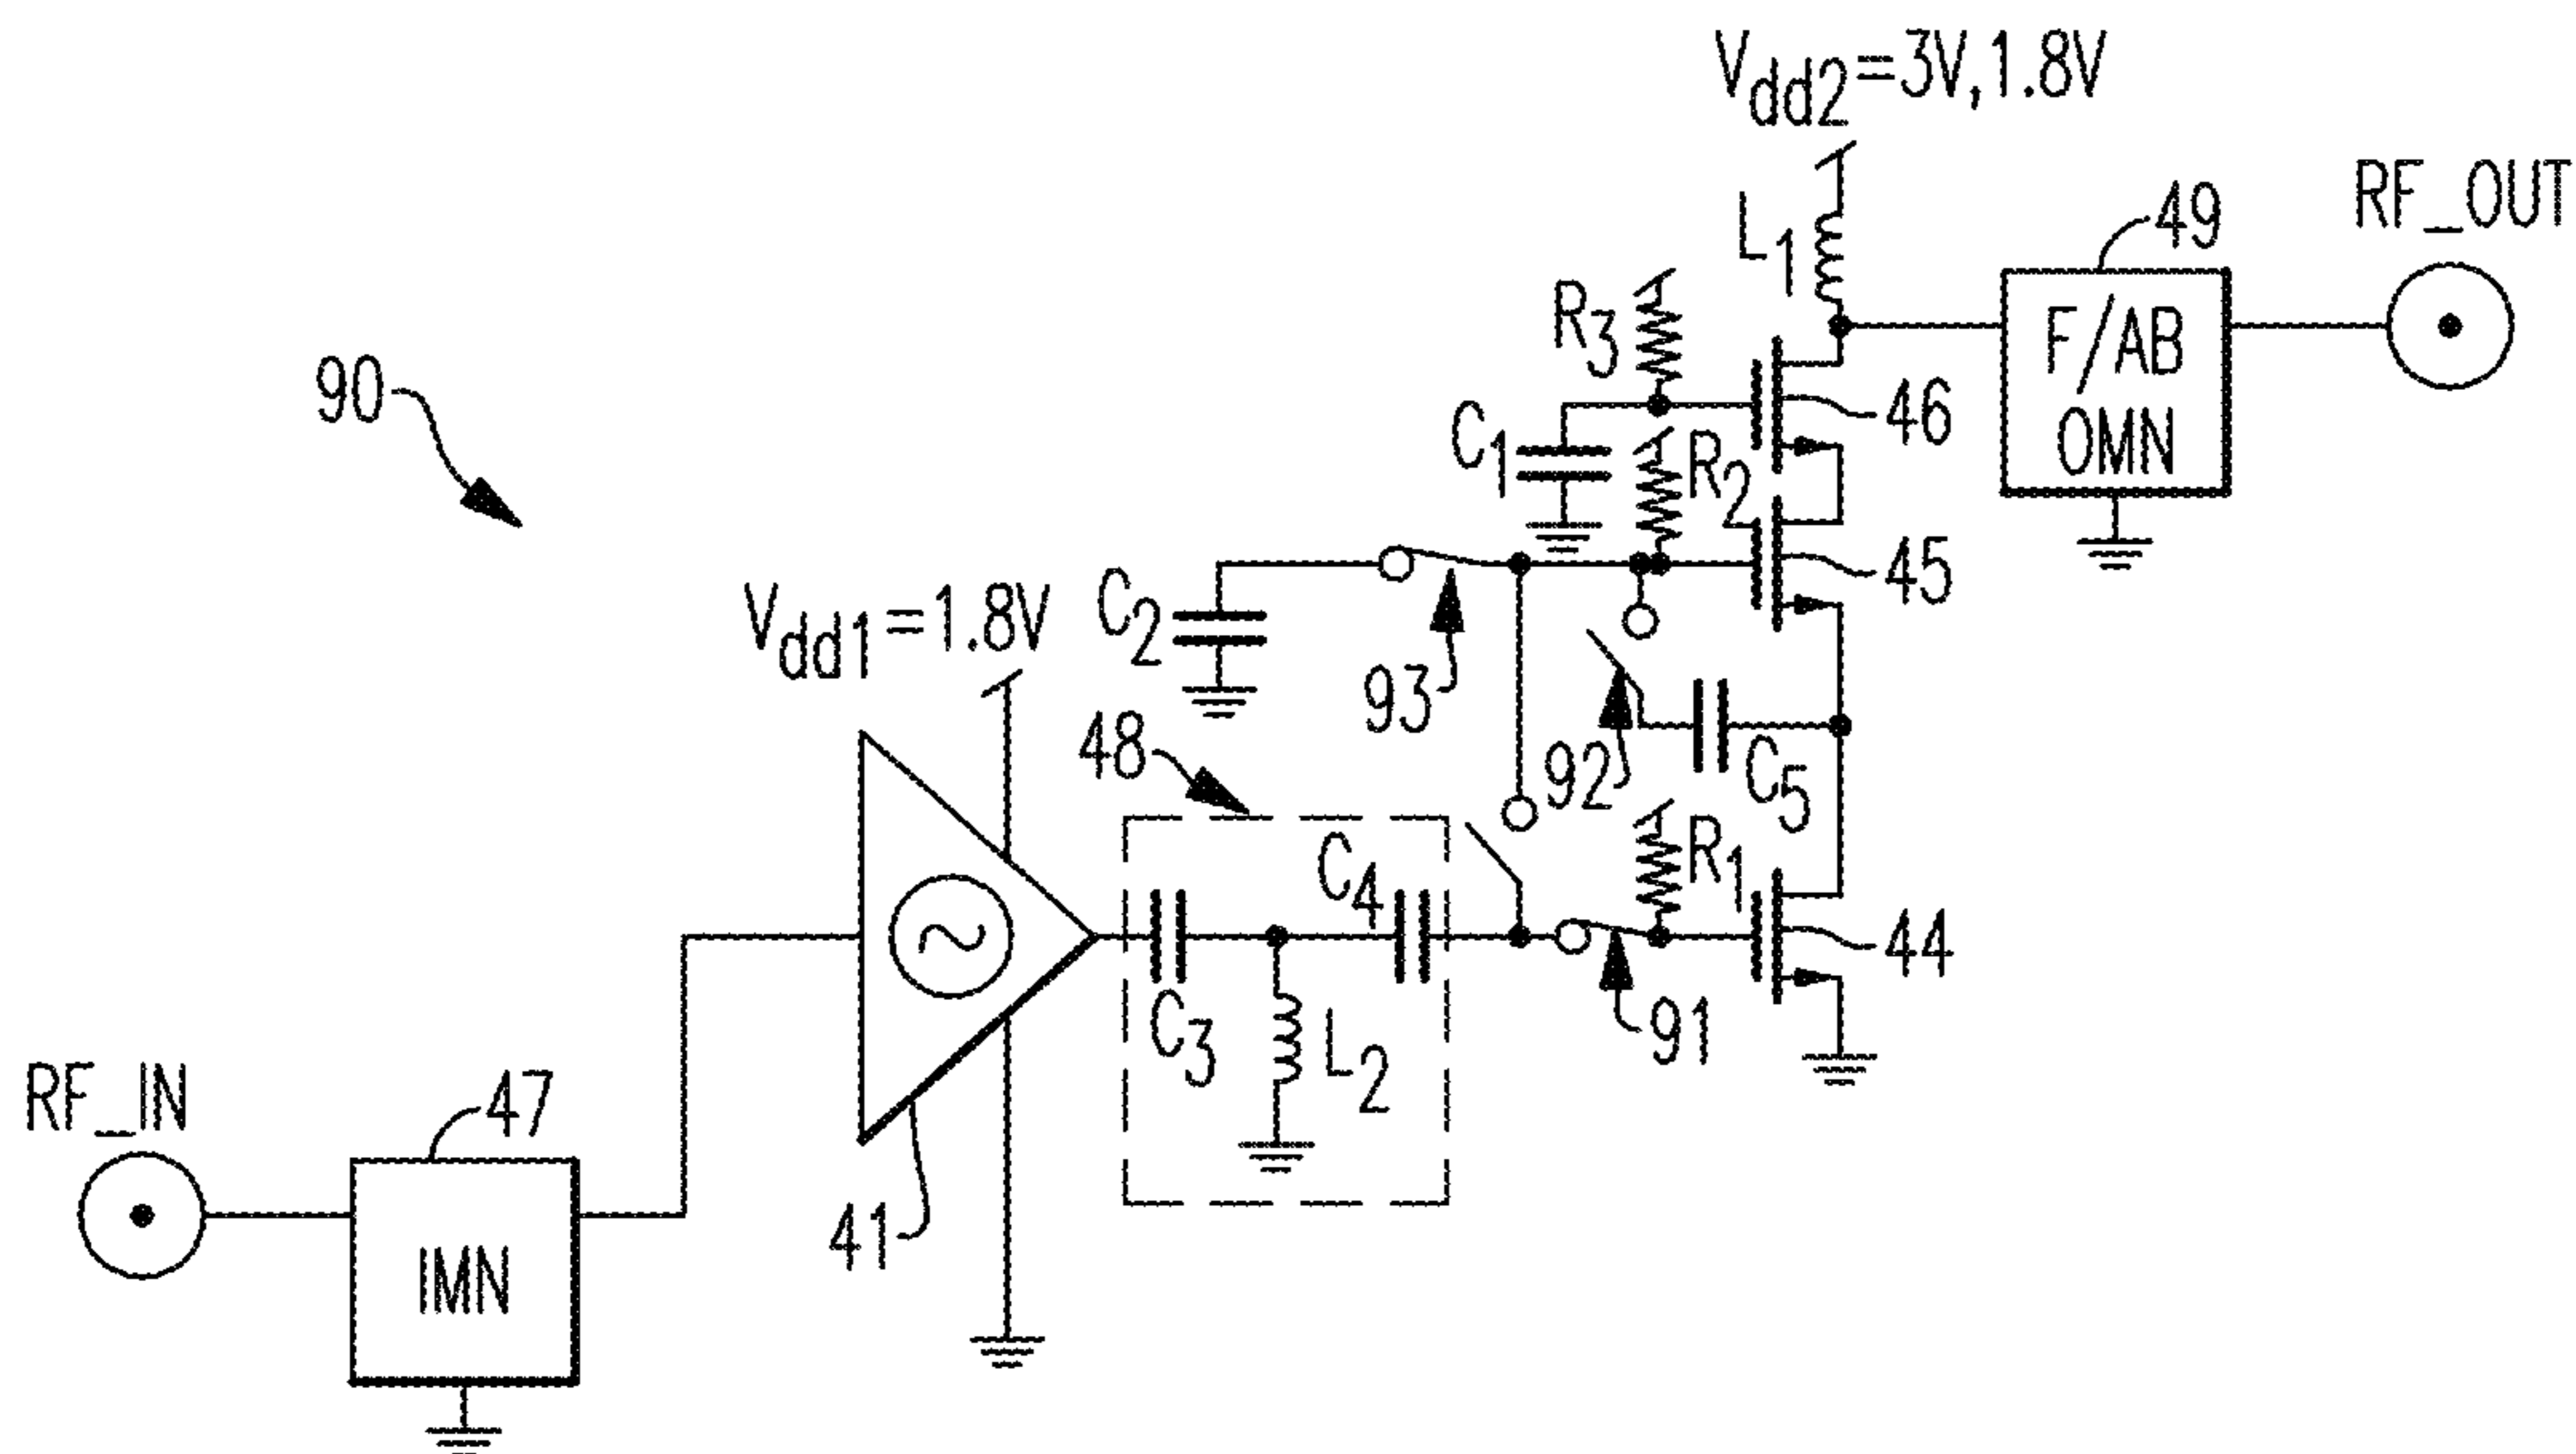 Vdd2=3V,1.8V
RF_OUT
49
L1
R3
F/AB
OMN
90
46
C1
R2
45
C2
Vdd1=1.8V
93
48
92
C5
C4
R1
44
C3
L2
91
RF_IN
47
41
IMN